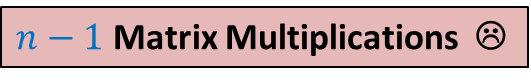 n − 1 Matrix Multiplications ☹